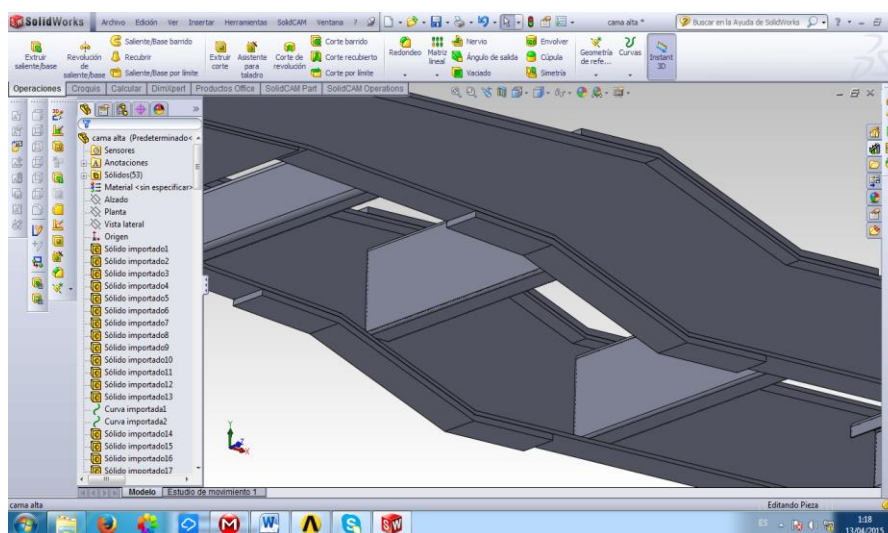 SolidWorks Archivo Edición Ver Insertar Herramientas SolidCAM Ventana ? cama alta * Buscar en la Ayuda de SolidWorks
Extruir saliente/base
Revolución de saliente/base
Saliente/Base barrido
Recubrir
Saliente/Base por límite
Extruir corte
Asistente para taladro
Corte de revolución
Corte barrido
Corte recubierto
Corte por límite
Redondeo
Matriz lineal
Nervio
Ángulo de salida
Vaciado
Envolver
Cúpula
Simetría
Geometría de refe...
Curvas
Instant 3D
Operaciones Croquis Calcular DimXpert Productos Office SolidCAM Part SolidCAM Operations
cama alta (Predeterminado<
Sensores
Anotaciones
Sólidos(53)
Material <sin especificar>
Alzado
Planta
Vista lateral
Origen
Sólido importado1
Sólido importado2
Sólido importado3
Sólido importado4
Sólido importado5
Sólido importado6
Sólido importado7
Sólido importado8
Sólido importado9
Sólido importado10
Sólido importado11
Sólido importado12
Sólido importado13
Curva importada1
Curva importada2
Sólido importado14
Sólido importado15
Sólido importado16
Sólido importado17
Y
X
Modelo Estudio de movimiento 1
cama alta Editando Pieza
ES 1:18
13/04/2015